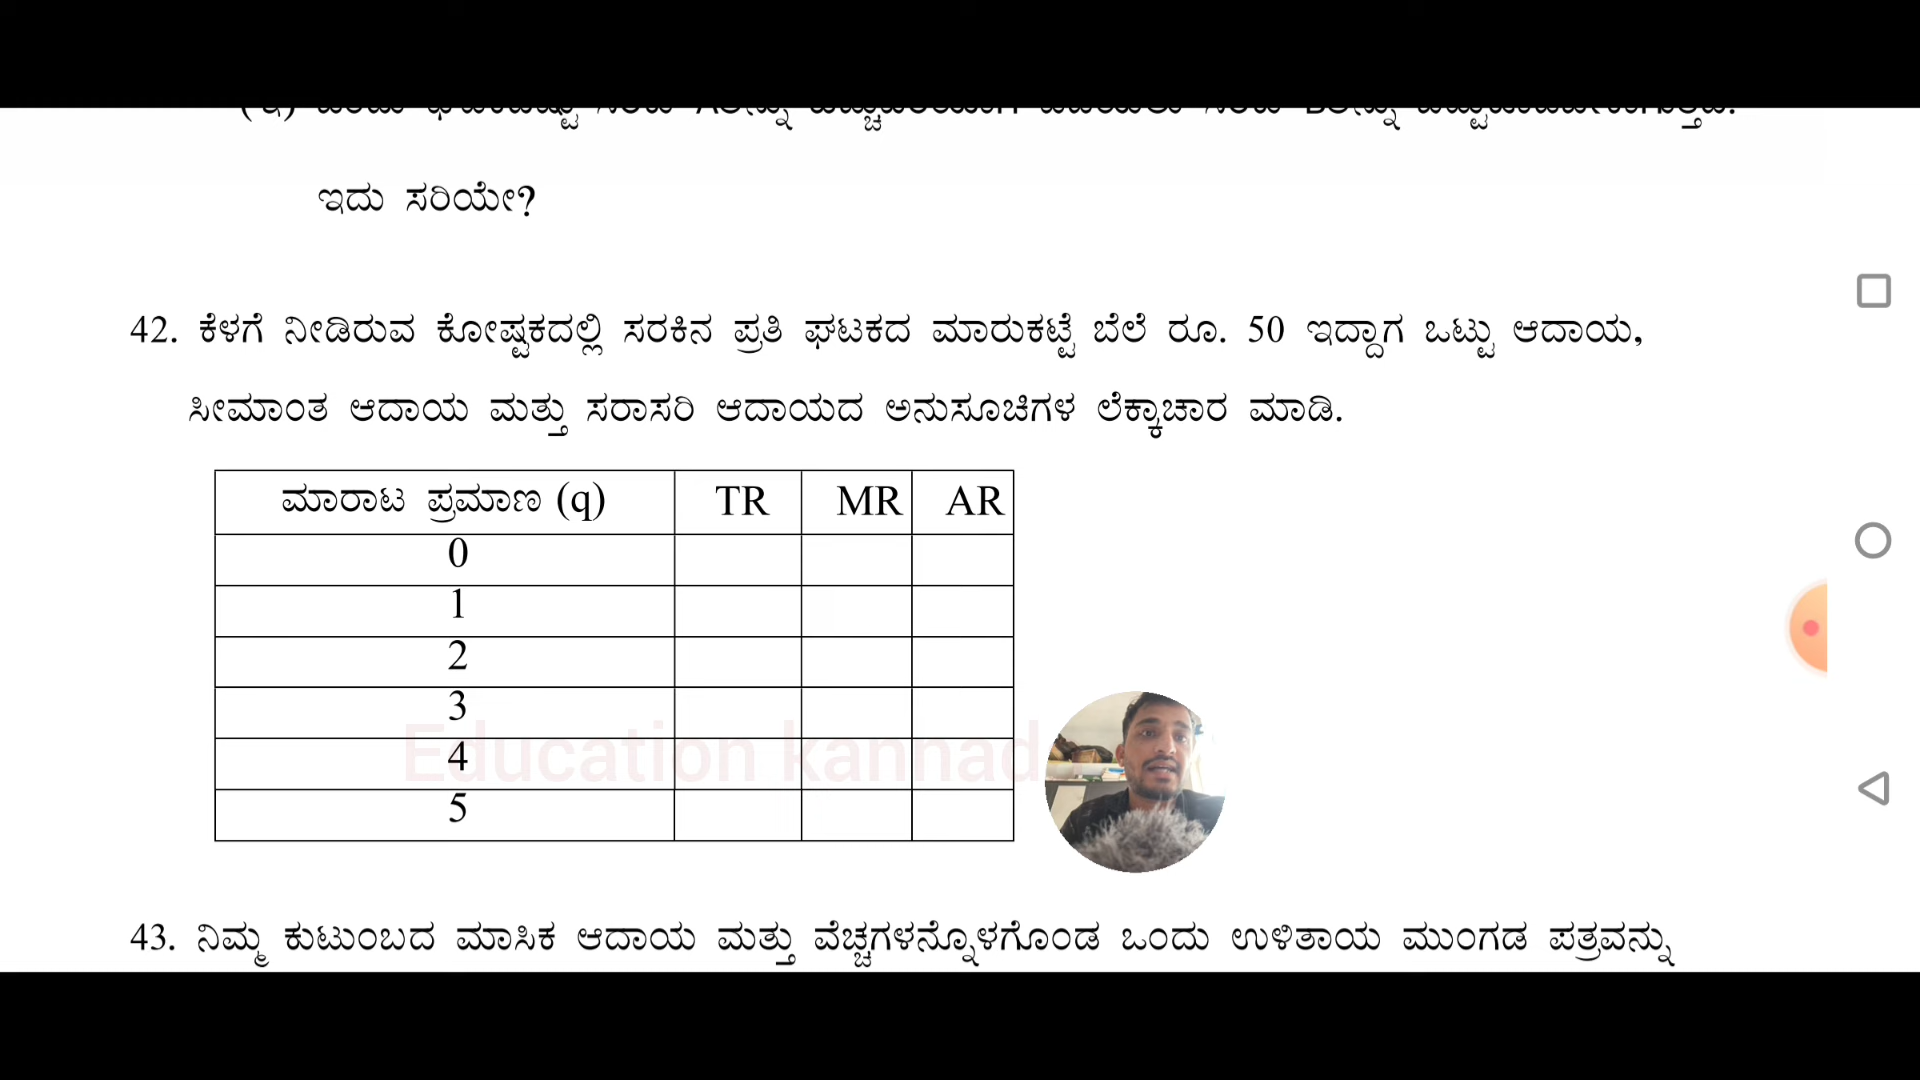 ಇದು ಸರಿಯೇ?
42. ಕೆಳಗೆ ನೀಡಿರುವ ಕೋಷ್ಟಕದಲ್ಲಿ ಸರಕಿನ ಪ್ರತಿ ಘಟಕದ ಮಾರುಕಟ್ಟೆ ಬೆಲೆ ರೂ. 50 ಇದ್ದಾಗ ಒಟ್ಟು ಆದಾಯ,
ಸೀಮಾಂತ ಆದಾಯ ಮತ್ತು ಸರಾಸರಿ ಆದಾಯದ ಅನುಸೂಚಿಗಳ ಲೆಕ್ಕಾಚಾರ ಮಾಡಿ.
ಮಾರಾಟ ಪ್ರಮಾಣ (q) TR MR AR
0
1
2
3
Education kannad
4
5
43. ನಿಮ್ಮ ಕುಟುಂಬದ ಮಾಸಿಕ ಆದಾಯ ಮತ್ತು ವೆಚ್ಚಗಳನ್ನೊಳಗೊಂಡ ಒಂದು ಉಳಿತಾಯ ಮುಂಗಡ ಪತ್ರವನ್ನು